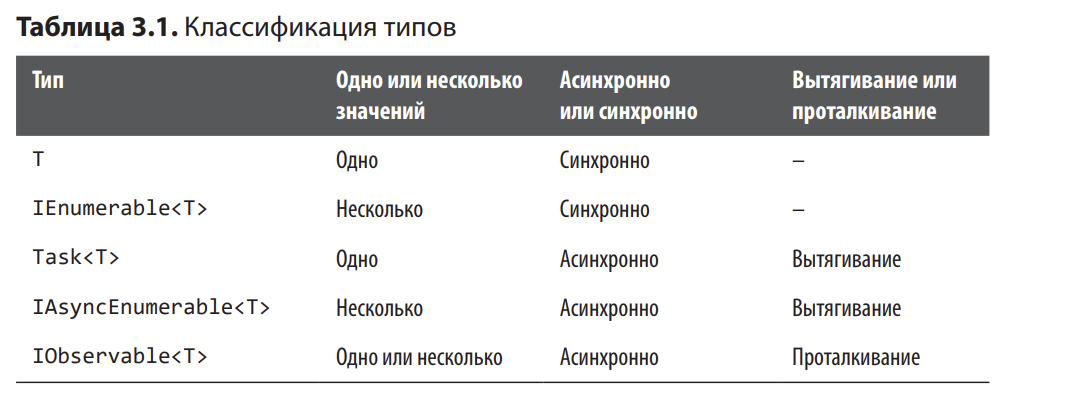 Таблица 3.1. Классификация типов
Тип Одно или несколько значений Асинхронно или синхронно Вытягивание или проталкивание
T Одно Синхронно –
IEnumerable<T> Несколько Синхронно –
Task<T> Одно Асинхронно Вытягивание
IAsyncEnumerable<T> Несколько Асинхронно Вытягивание
IObservable<T> Одно или несколько Асинхронно Проталкивание